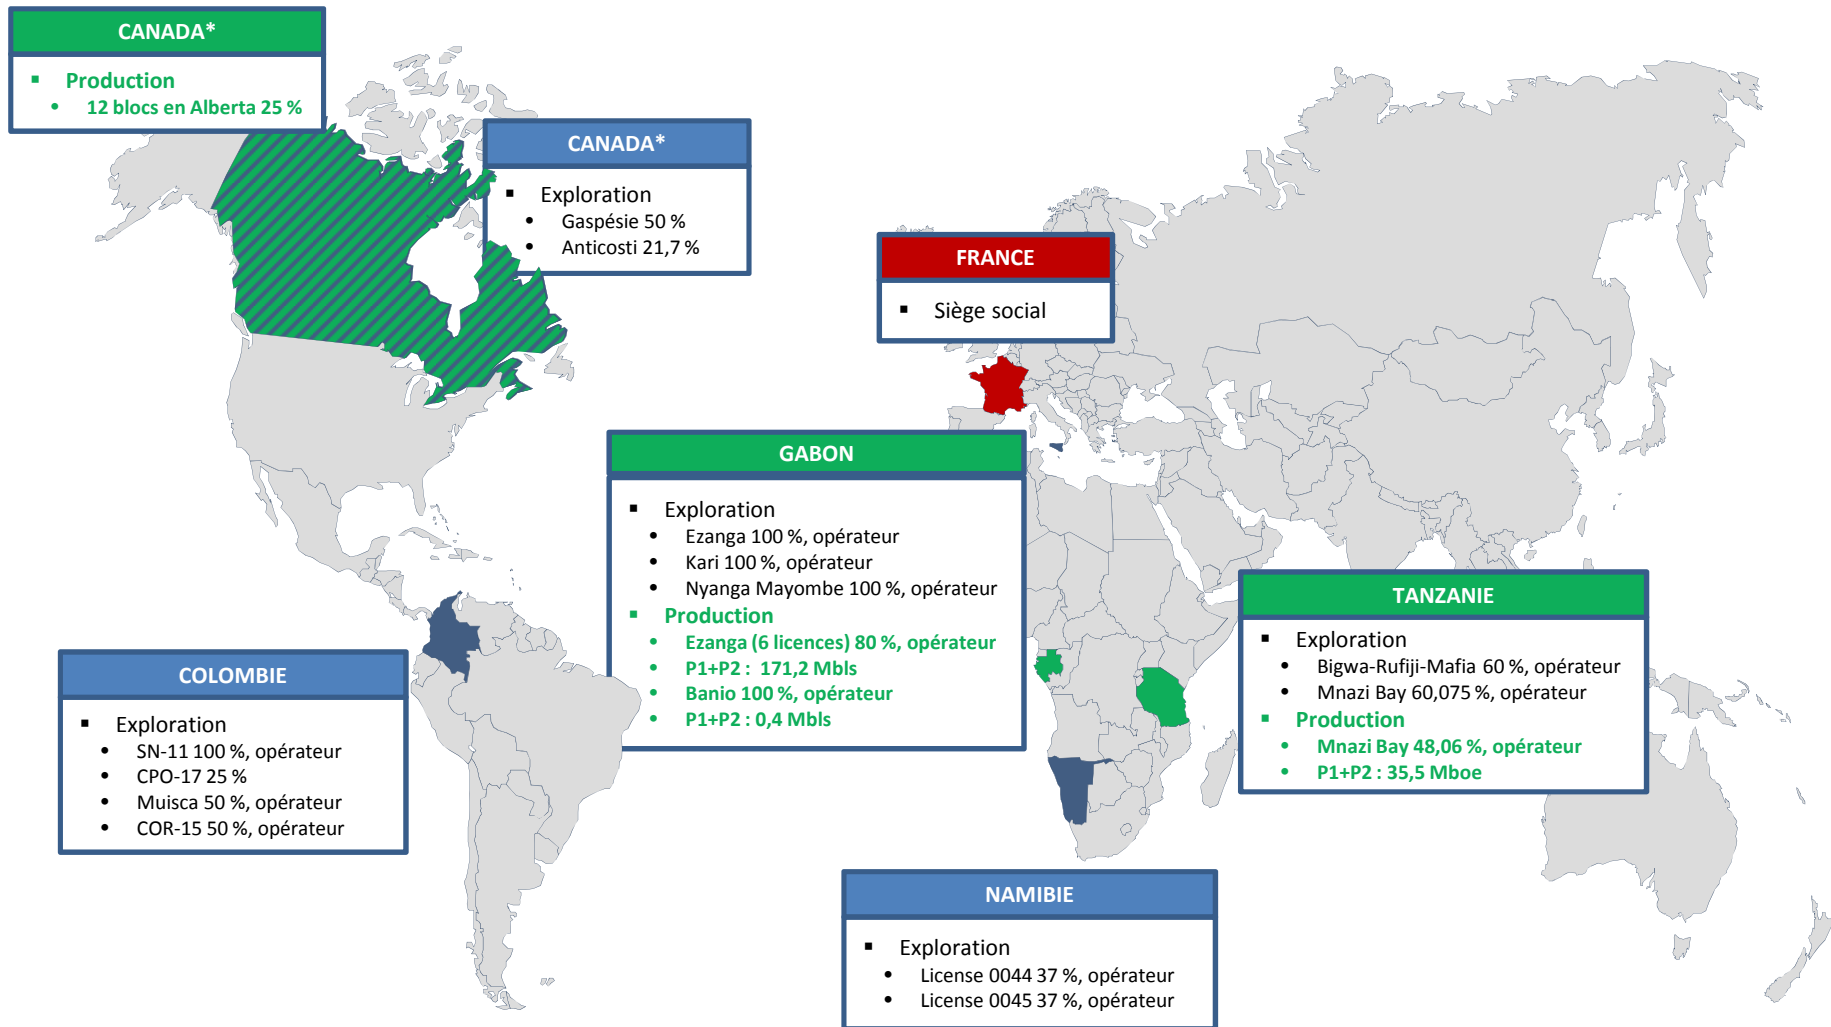 CANADA*
▪ Production
• 12 blocs en Alberta 25 %
CANADA*
▪ Exploration
• Gaspésie 50 %
• Anticosti 21,7 %
FRANCE
▪ Siège social
GABON
▪ Exploration
• Ezanga 100 %, opérateur
• Kari 100 %, opérateur
• Nyanga Mayombe 100 %, opérateur
▪ Production
• Ezanga (6 licences) 80 %, opérateur
• P1+P2 : 171,2 Mbls
• Banio 100 %, opérateur
• P1+P2 : 0,4 Mbls
TANZANIE
▪ Exploration
• Bigwa-Rufiji-Mafia 60 %, opérateur
• Mnazi Bay 60,075 %, opérateur
▪ Production
• Mnazi Bay 48,06 %, opérateur
• P1+P2 : 35,5 Mboe
COLOMBIE
▪ Exploration
• SN-11 100 %, opérateur
• CPO-17 25 %
• Muisca 50 %, opérateur
• COR-15 50 %, opérateur
NAMIBIE
▪ Exploration
• License 0044 37 %, opérateur
• License 0045 37 %, opérateur